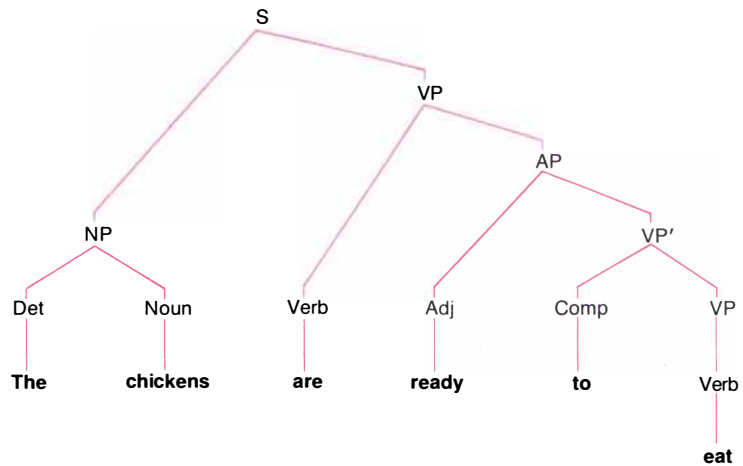 S
VP
AP
NP VP′
Det Noun Verb Adj Comp VP
The chickens are ready to Verb
eat